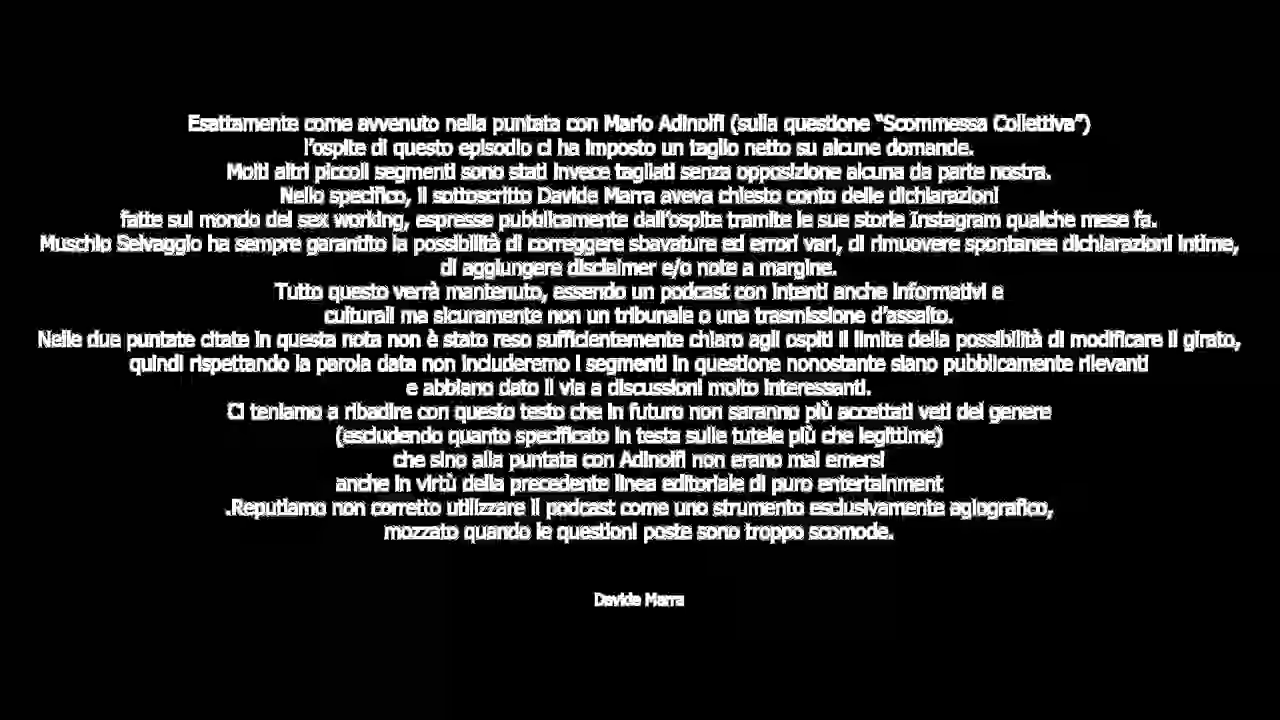 Esattamente come avvenuto nella puntata con Mario Adinolfi (sulla questione “Scommessa Collettiva”)
l’ospite di questo episodio ci ha imposto un taglio netto su alcune domande.
Molti altri piccoli segmenti sono stati invece tagliati senza opposizione alcuna da parte nostra.
Nello specifico, il sottoscritto Davide Marra aveva chiesto conto delle dichiarazioni
fatte sul mondo del sex working, espresse pubblicamente dall’ospite tramite le sue storie Instagram qualche mese fa.
Muschio Selvaggio ha sempre garantito la possibilità di correggere sbavature ed errori vari, di rimuovere spontanee dichiarazioni intime,
di aggiungere disclaimer e/o note a margine.
Tutto questo verrà mantenuto, essendo un podcast con intenti anche informativi e
culturali ma sicuramente non un tribunale o una trasmissione d’assalto.
Nelle due puntate citate in questa nota non è stato reso sufficientemente chiaro agli ospiti il limite della possibilità di modificare il girato,
quindi rispettando la parola data non includeremo i segmenti in questione nonostante siano pubblicamente rilevanti
e abbiano dato il via a discussioni molto interessanti.
Ci teniamo a ribadire con questo testo che in futuro non saranno più accettati veti del genere
(escludendo quanto specificato in testa sulle tutele più che legittime)
che sino alla puntata con Adinolfi non erano mai emersi
anche in virtù della precedente linea editoriale di puro entertainment
.Reputiamo non corretto utilizzare il podcast come uno strumento esclusivamente agiografico,
mozzato quando le questioni poste sono troppo scomode.
Davide Marra